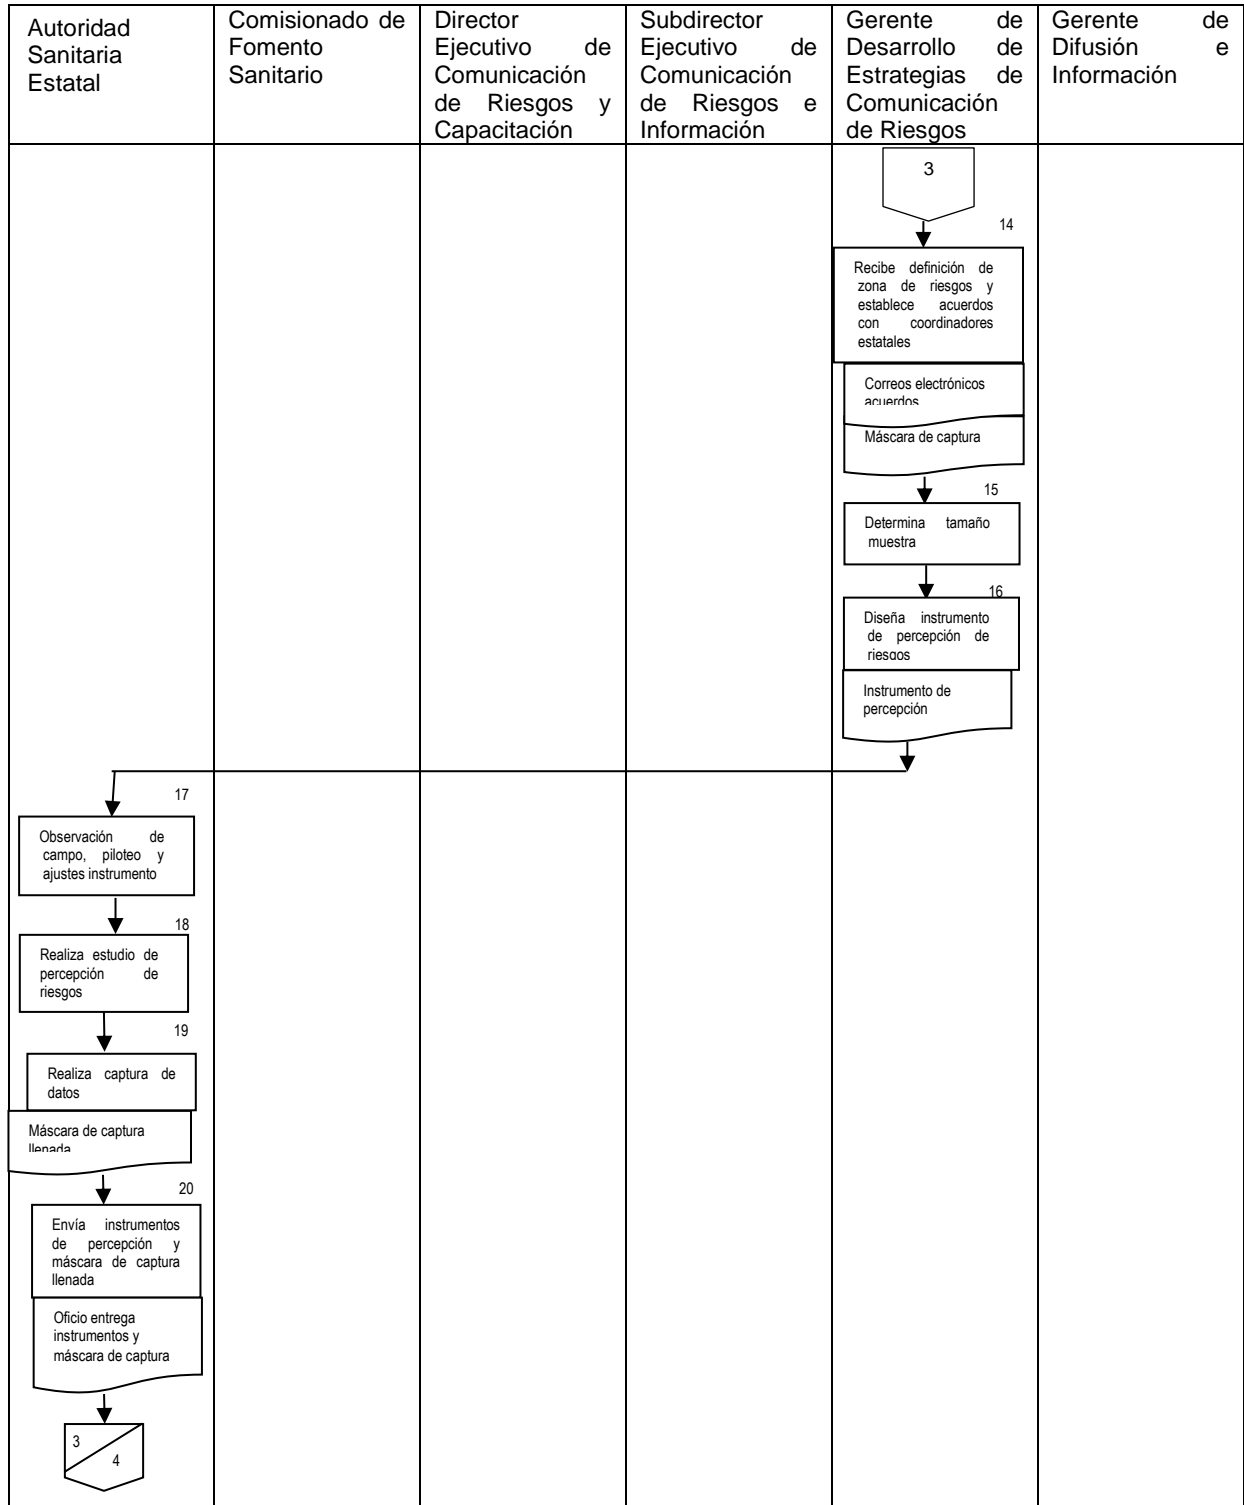 Autoridad
Sanitaria
Estatal
Comisionado de
Fomento
Sanitario
Director
Ejecutivo de
Comunicación
de Riesgos y
Capacitación
Subdirector
Ejecutivo de
Comunicación
de Riesgos e
Información
Gerente de
Desarrollo de
Estrategias de
Comunicación
de Riesgos
Gerente de
Difusión e
Información
3
14
Recibe definición de
zona de riesgos y
establece acuerdos
con coordinadores
estatales
Correos electrónicos
acuerdos
Máscara de captura
15
Determina tamaño
muestra
16
Diseña instrumento
de percepción de
riesgos
Instrumento de
percepción
17
Observación de
campo, piloteo y
ajustes instrumento
18
Realiza estudio de
percepción de
riesgos
19
Realiza captura de
datos
Máscara de captura
llenada
20
Envía instrumentos
de percepción y
máscara de captura
llenada
Oficio entrega
instrumentos y
máscara de captura
3
4